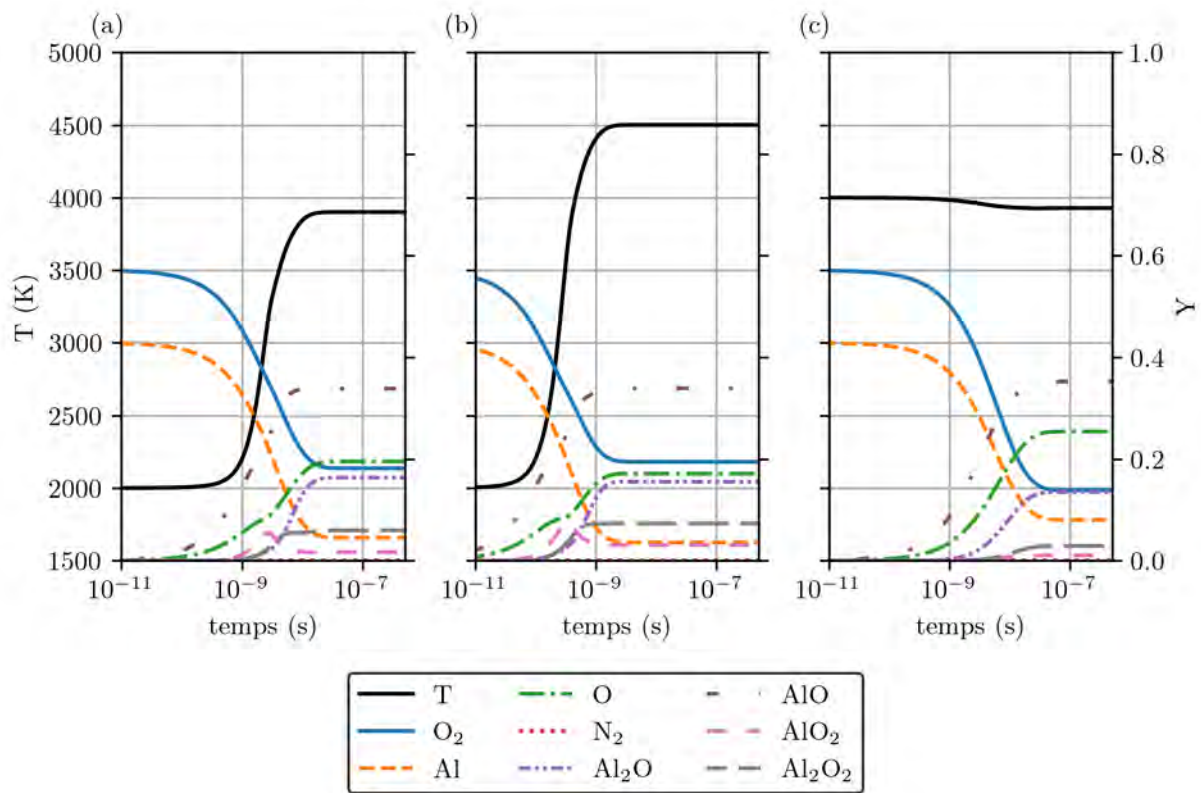 (a) (b) (c)
5000 1.0
4500
0.8
4000
3500 0.6
T (K) Y
3000
0.4
2500
2000 0.2
1500 0.0
10⁻¹¹ 10⁻⁹ 10⁻⁷ 10⁻¹¹ 10⁻⁹ 10⁻⁷ 10⁻¹¹ 10⁻⁹ 10⁻⁷
temps (s) temps (s) temps (s)
T O AlO
O₂ N₂ AlO₂
Al Al₂O Al₂O₂